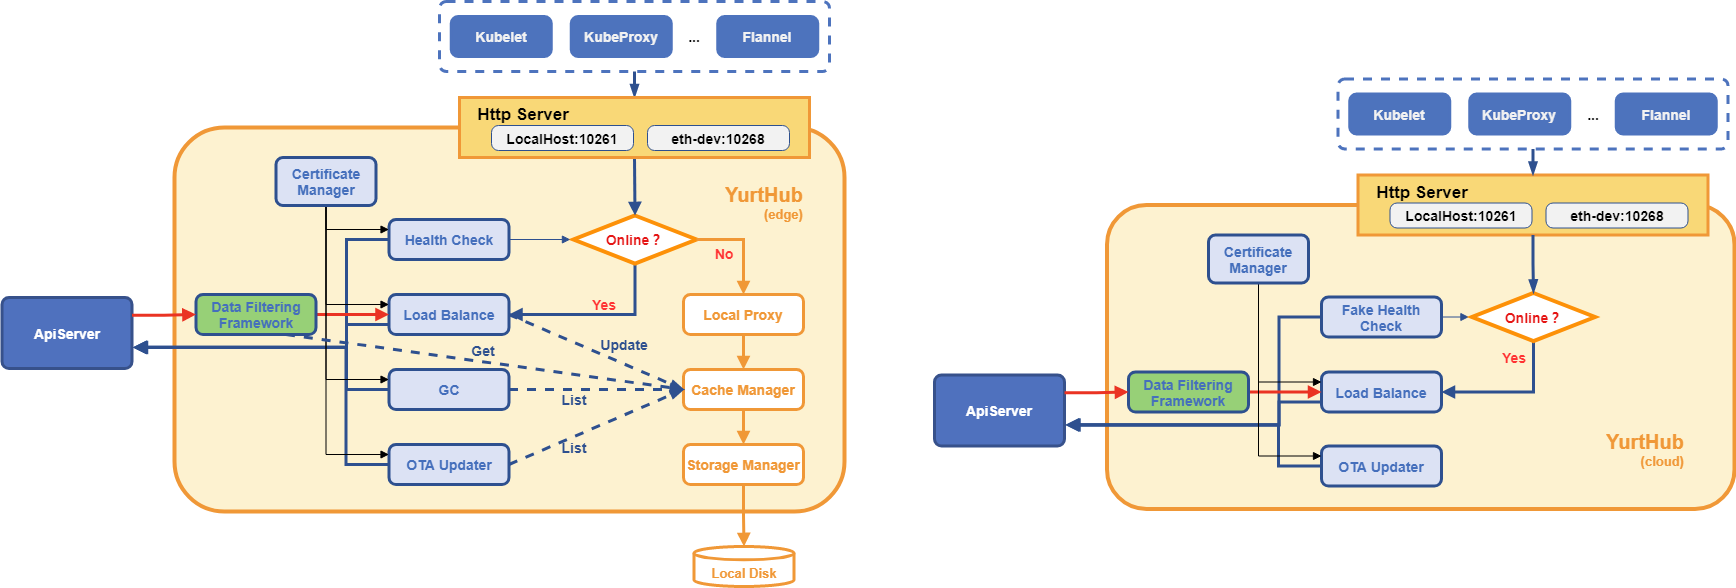 Kubelet
KubeProxy
...
Flannel
Http Server
LocalHost:10261
eth-dev:10268
Certificate
Manager
YurtHub
(edge)
Health Check
Online ?
No
Yes
ApiServer
Data Filtering
Framework
Load Balance
Local Proxy
Get
Update
GC
List
Cache Manager
List
OTA Updater
Storage Manager
Local Disk
Kubelet
KubeProxy
...
Flannel
Http Server
LocalHost:10261
eth-dev:10268
Certificate
Manager
Fake Health
Check
Online ?
Yes
ApiServer
Data Filtering
Framework
Load Balance
YurtHub
(cloud)
OTA Updater